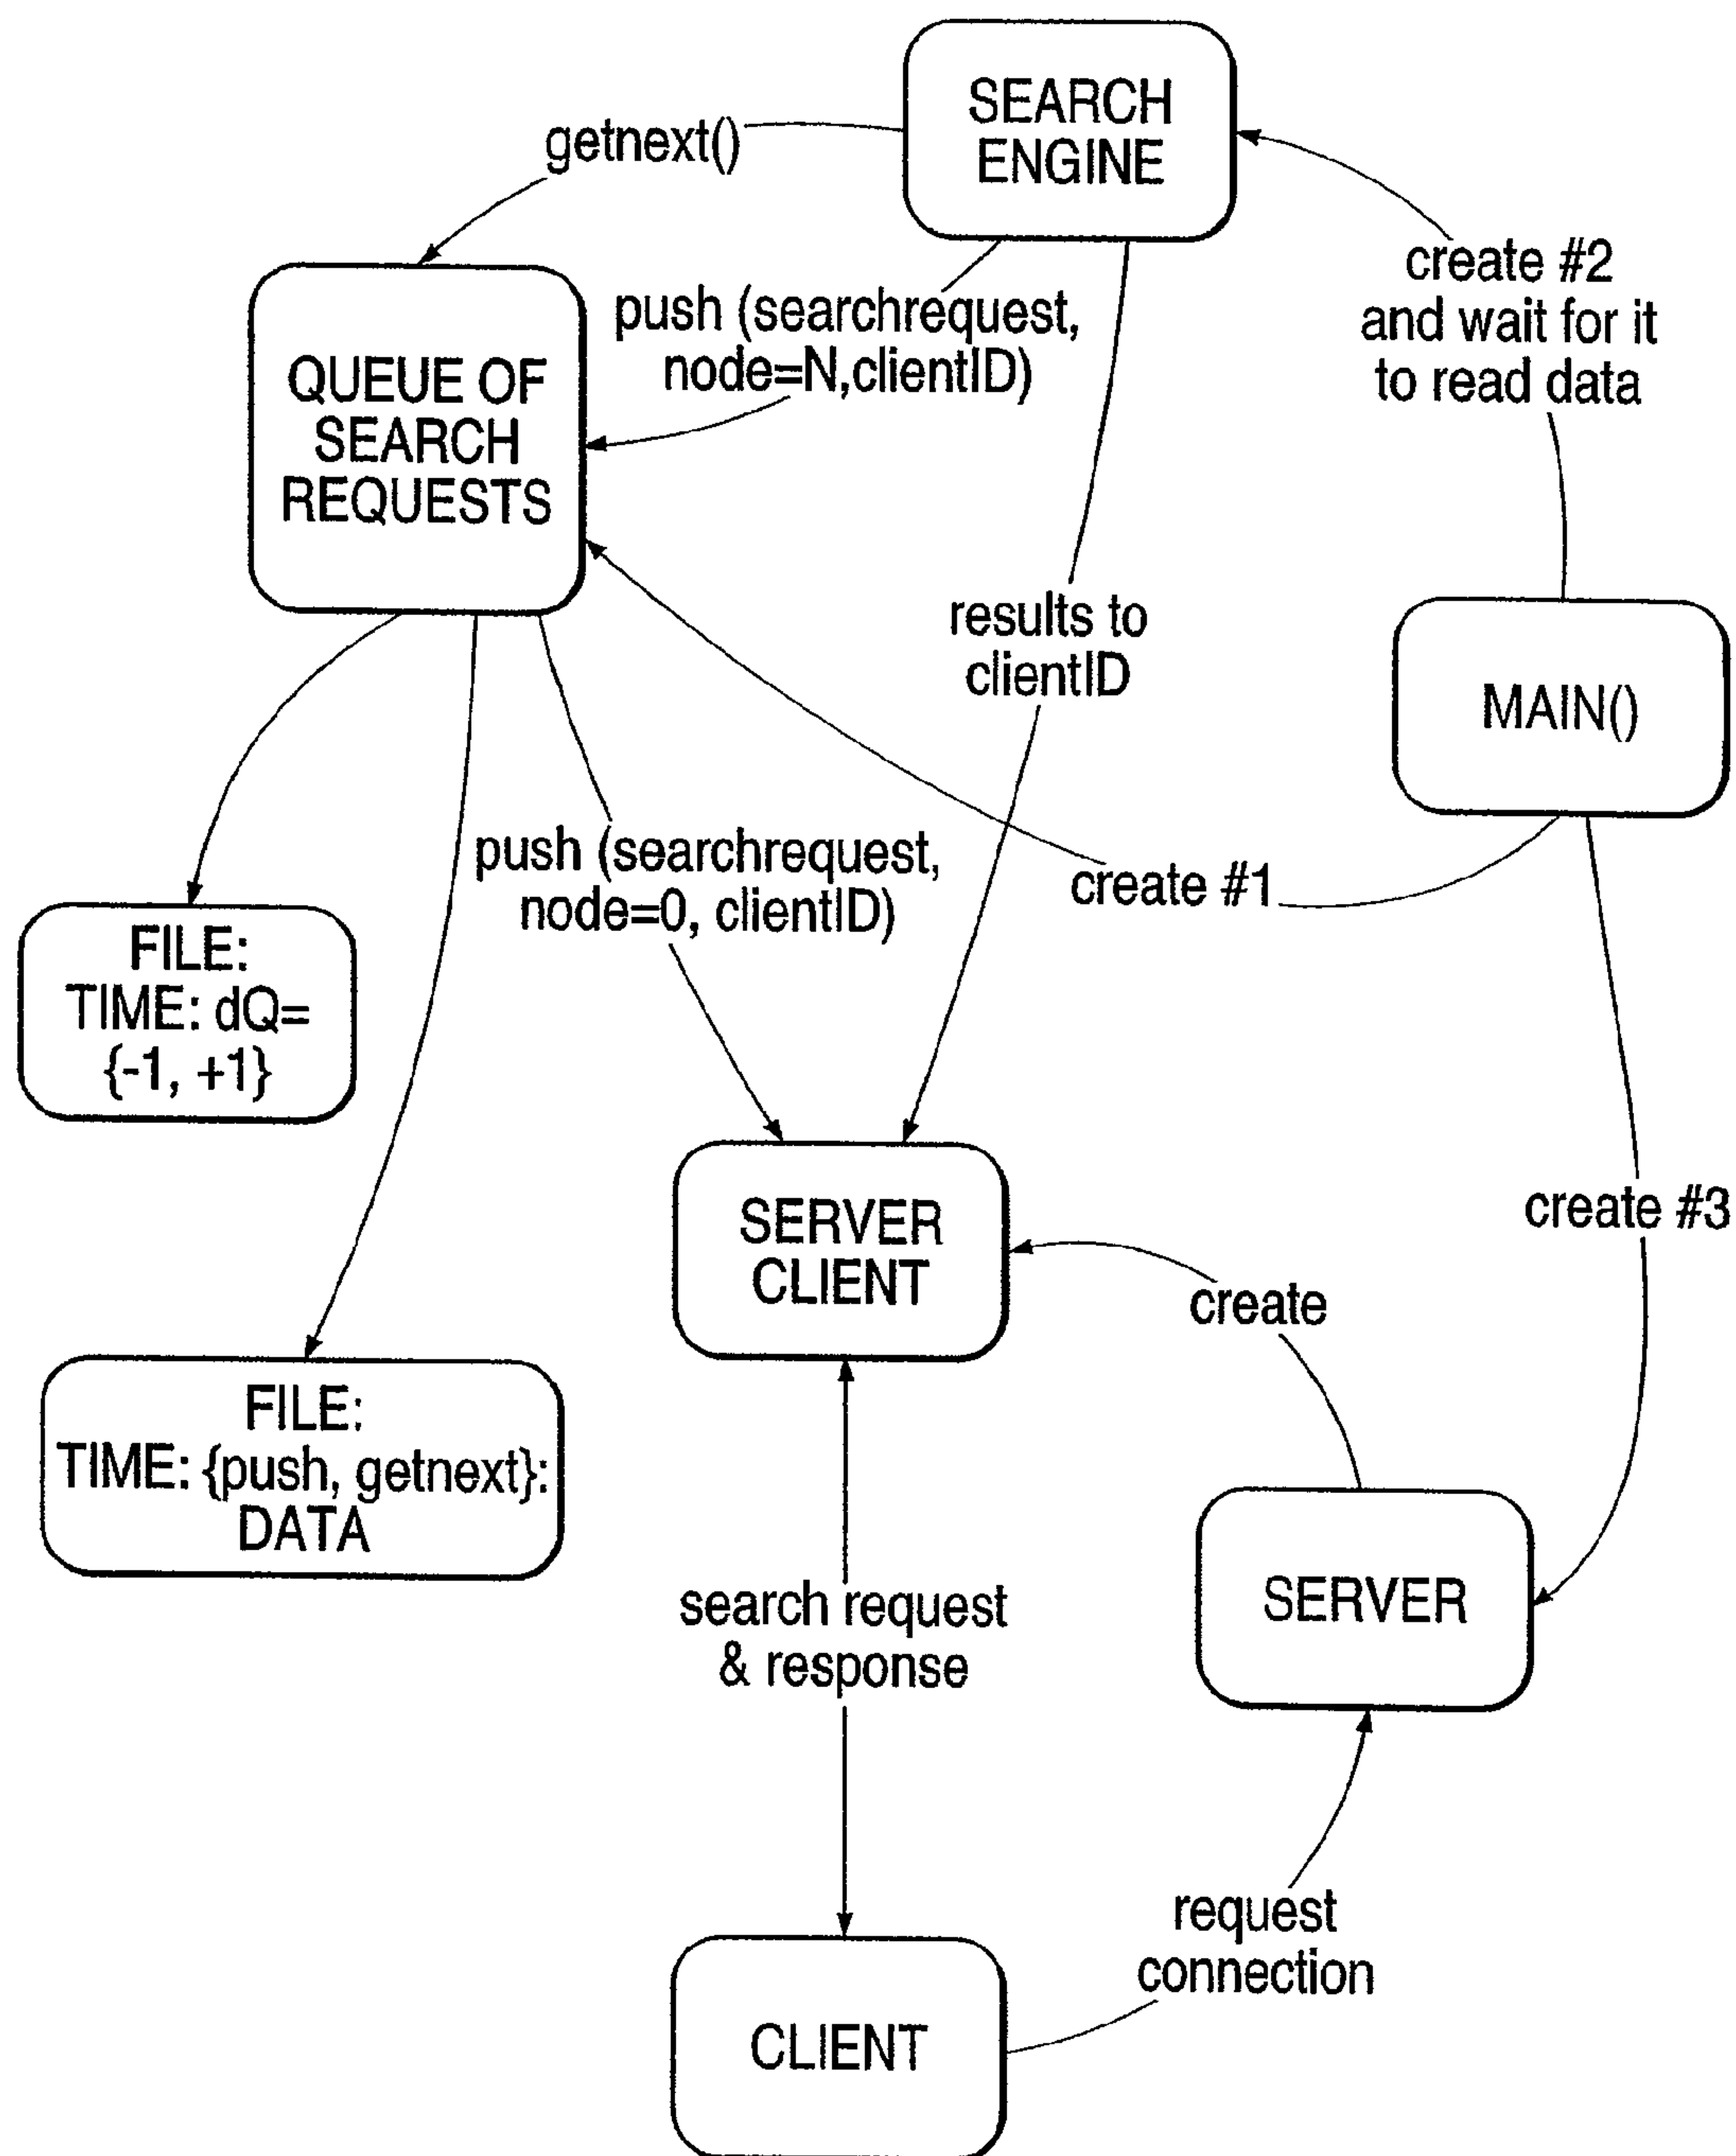 SEARCH
ENGINE
getnext()
create #2
and wait for it
to read data
push (searchrequest,
node=N,clientID)
QUEUE OF
SEARCH
REQUESTS
results to
clientID
MAIN()
push (searchrequest,
node=0, clientID)
create #1
FILE:
TIME: dQ=
{-1, +1}
SERVER
CLIENT
create #3
create
FILE:
TIME: {push, getnext}:
DATA
SERVER
search request
& response
request
connection
CLIENT